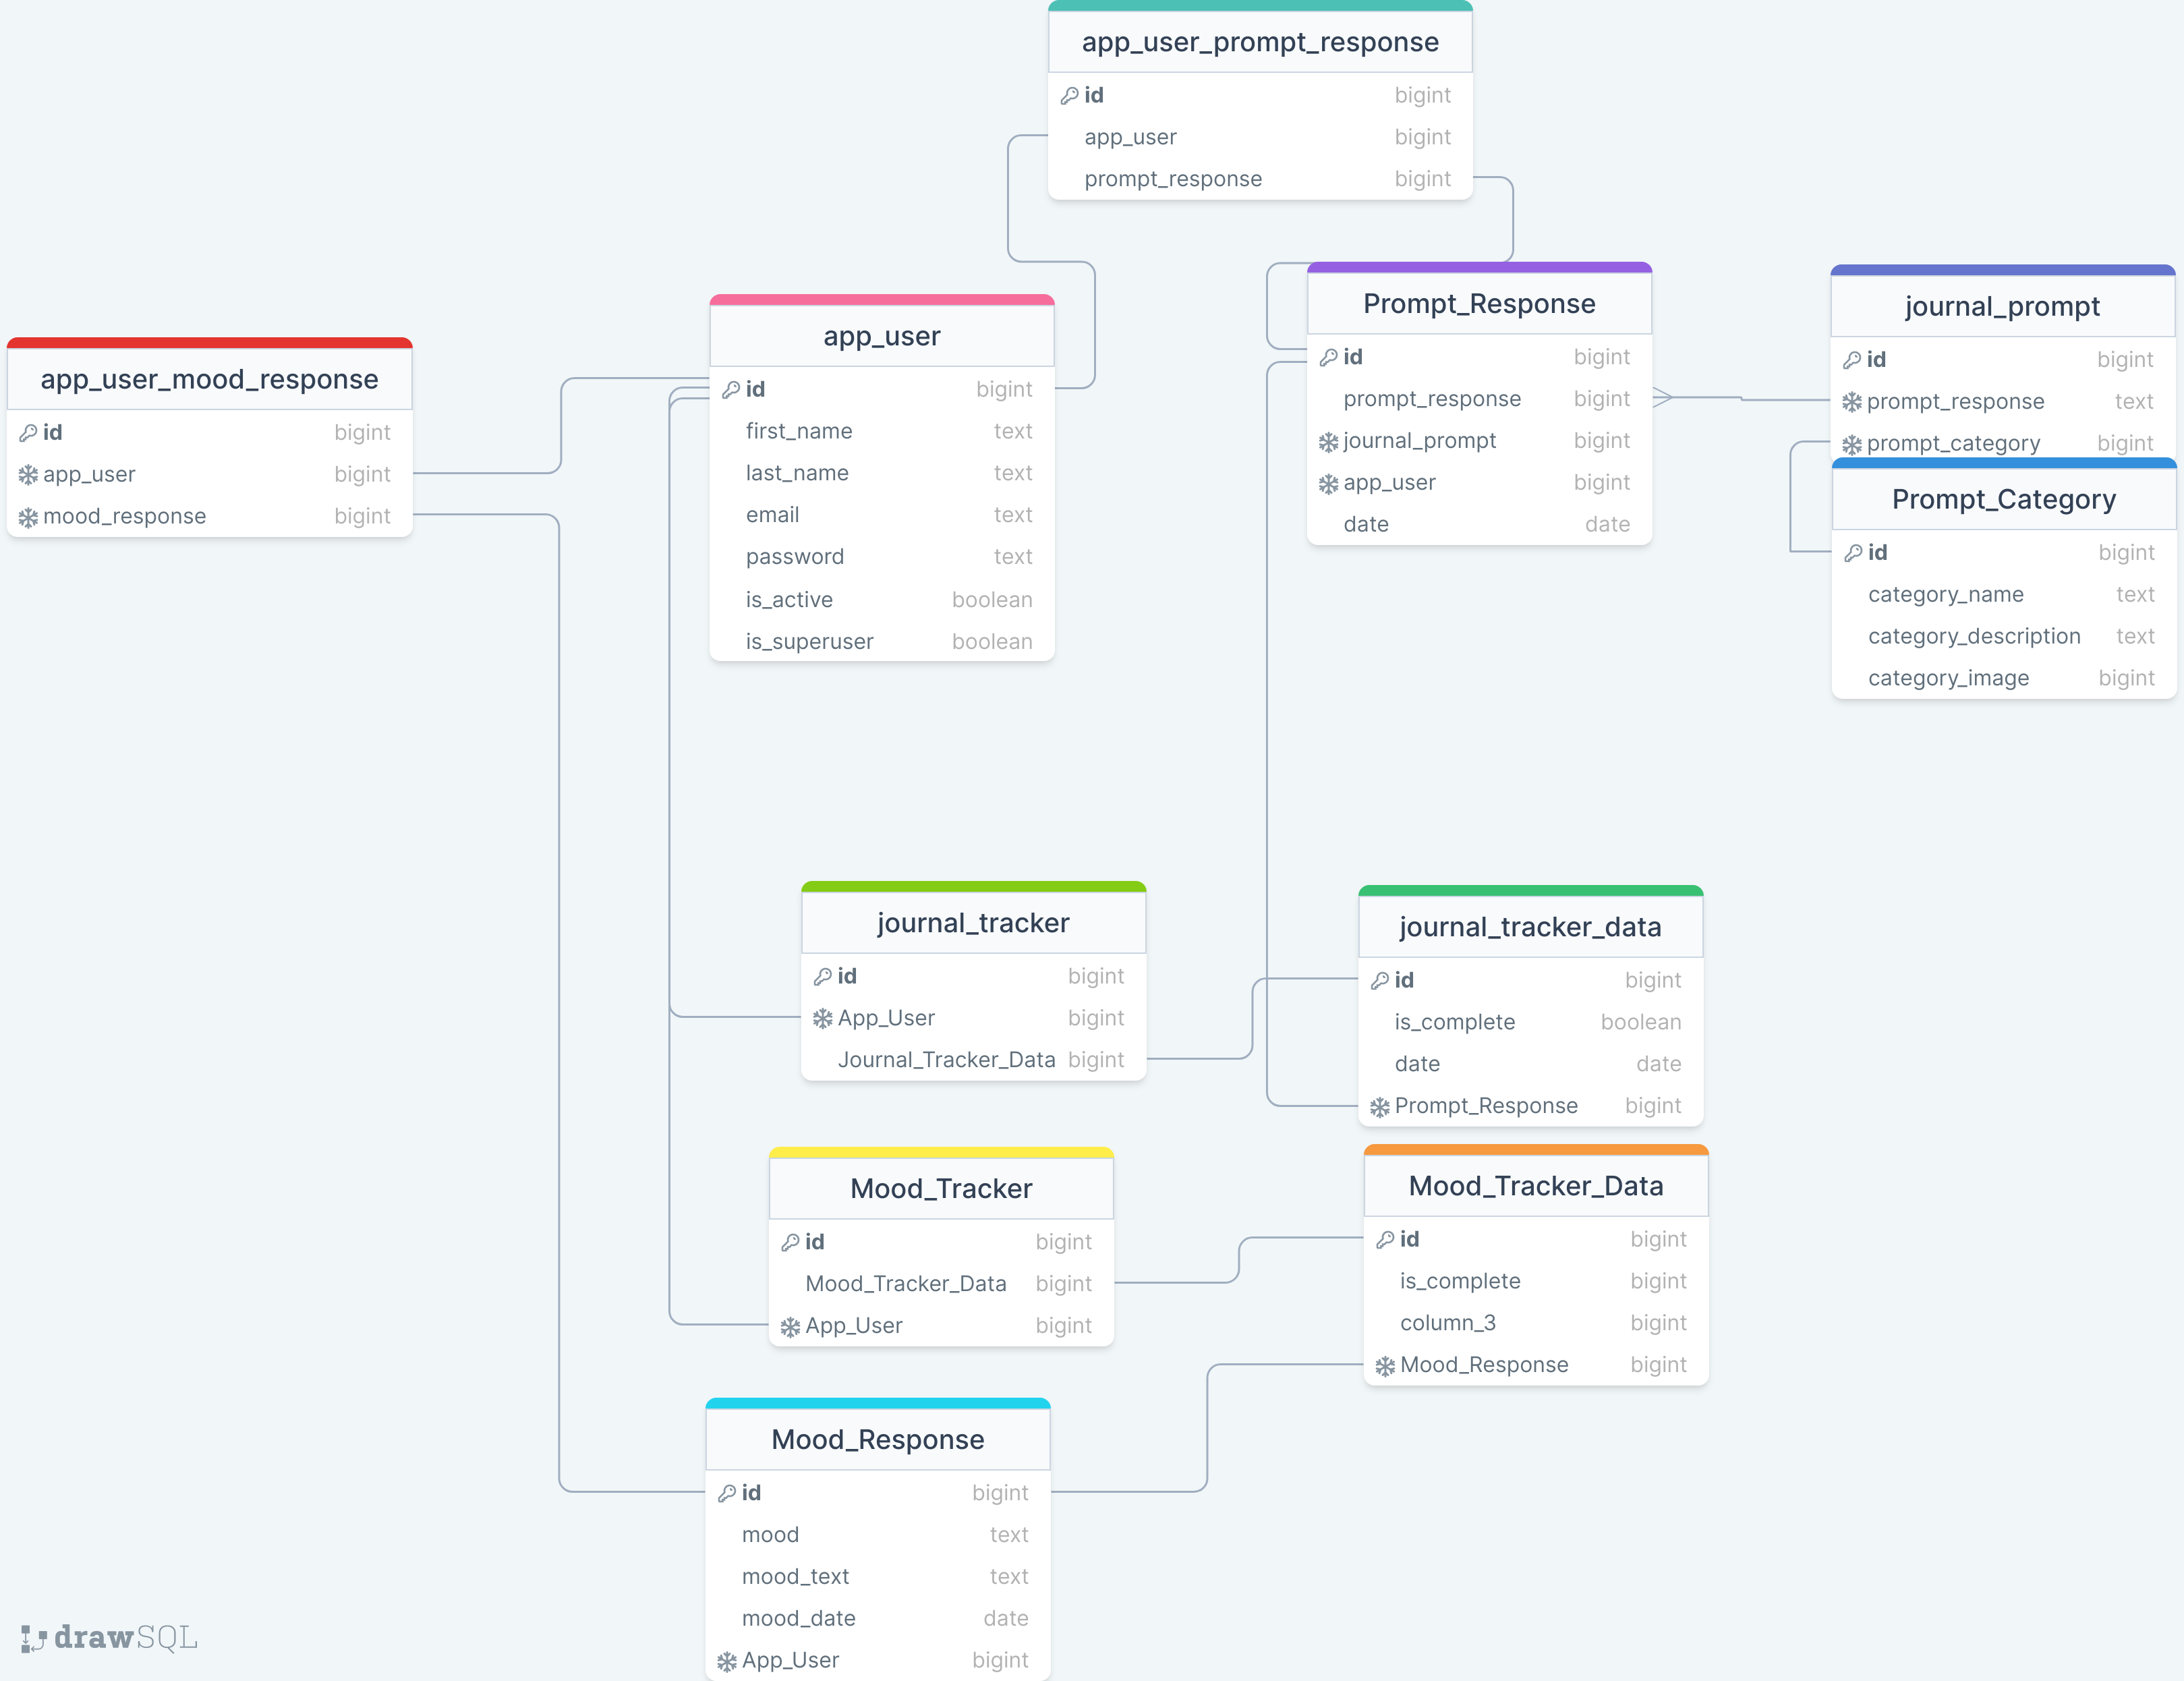 app_user_prompt_response
id bigint
app_user bigint
prompt_response bigint
app_user_mood_response
id bigint
app_user bigint
mood_response bigint
app_user
id bigint
first_name text
last_name text
email text
password text
is_active boolean
is_superuser boolean
Prompt_Response
id bigint
prompt_response bigint
journal_prompt bigint
app_user bigint
date date
journal_prompt
id bigint
prompt_response text
prompt_category bigint
Prompt_Category
id bigint
category_name text
category_description text
category_image bigint
journal_tracker
id bigint
App_User bigint
Journal_Tracker_Data bigint
journal_tracker_data
id bigint
is_complete boolean
date date
Prompt_Response bigint
Mood_Tracker
id bigint
Mood_Tracker_Data bigint
App_User bigint
Mood_Tracker_Data
id bigint
is_complete bigint
column_3 bigint
Mood_Response bigint
Mood_Response
id bigint
mood text
mood_text text
mood_date date
App_User bigint
drawSQL